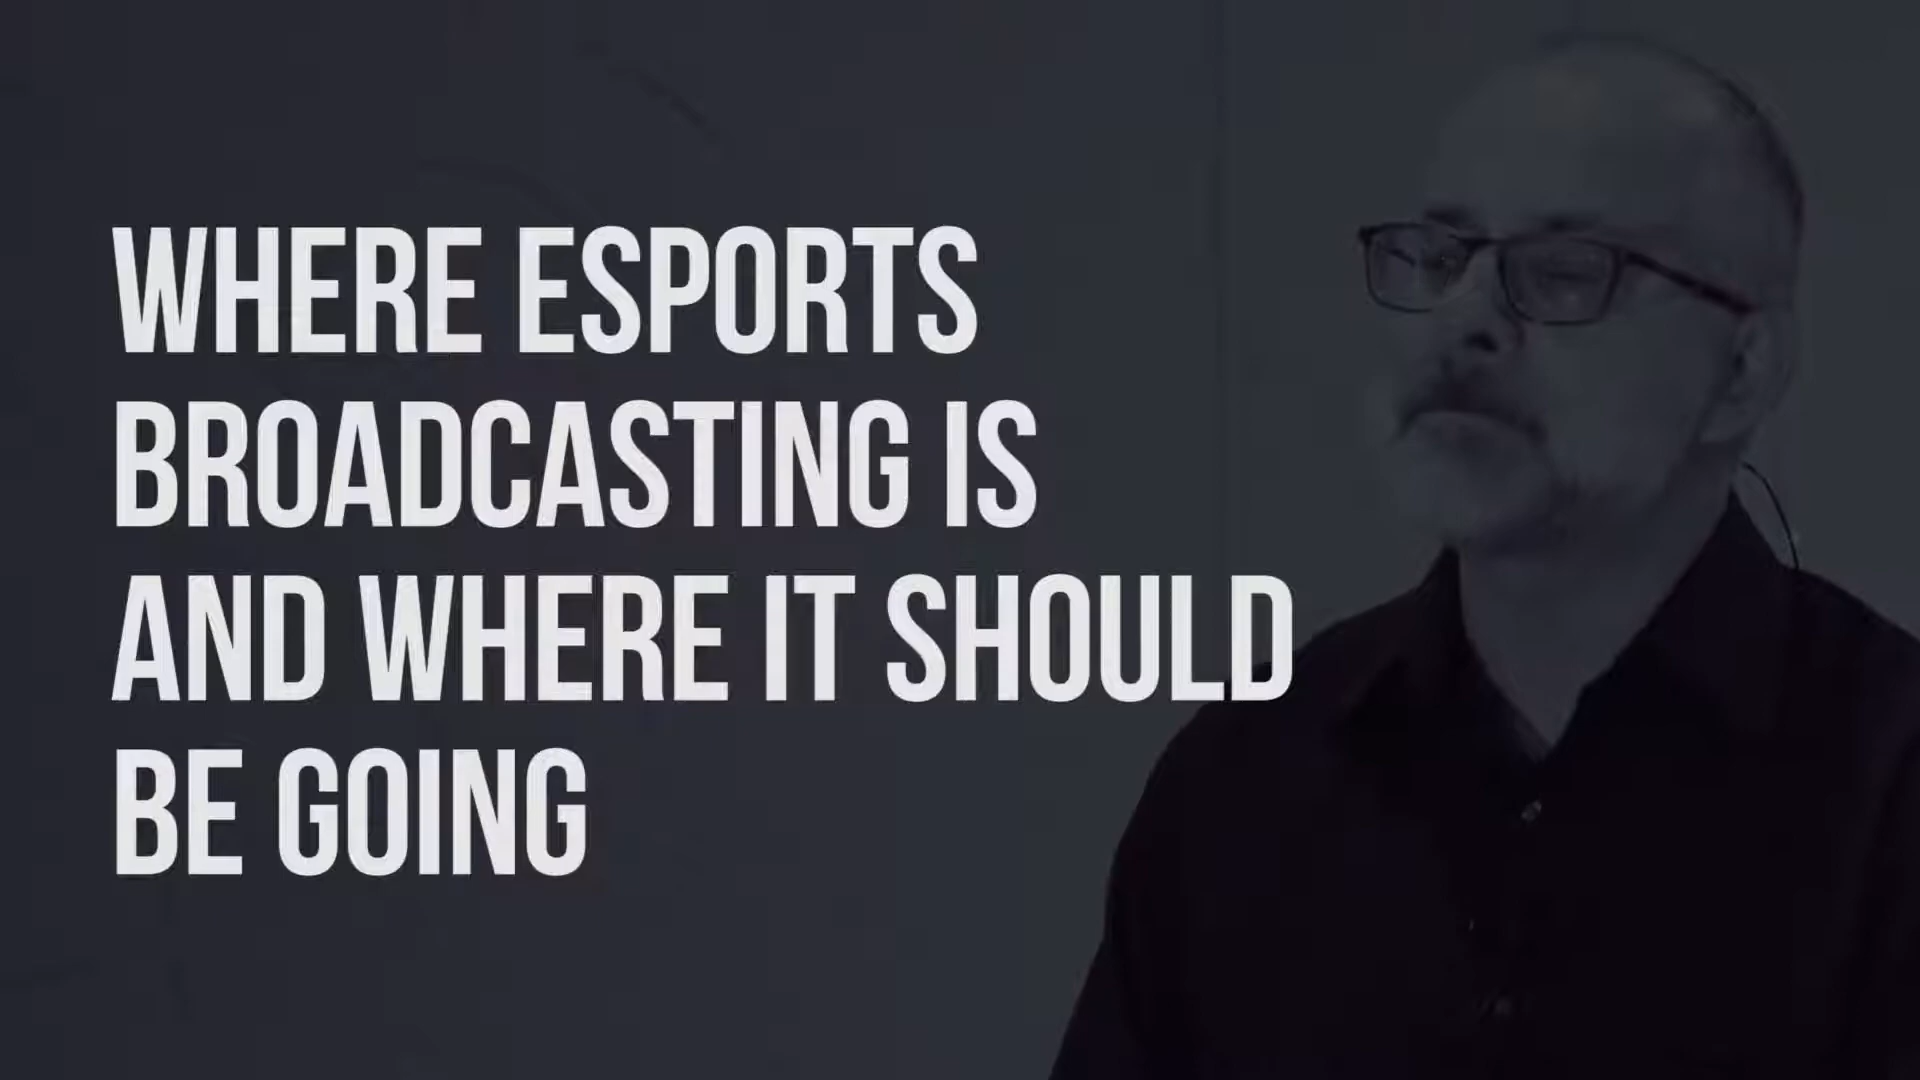 WHERE ESPORTS
BROADCASTING IS
AND WHERE IT SHOULD
BE GOING